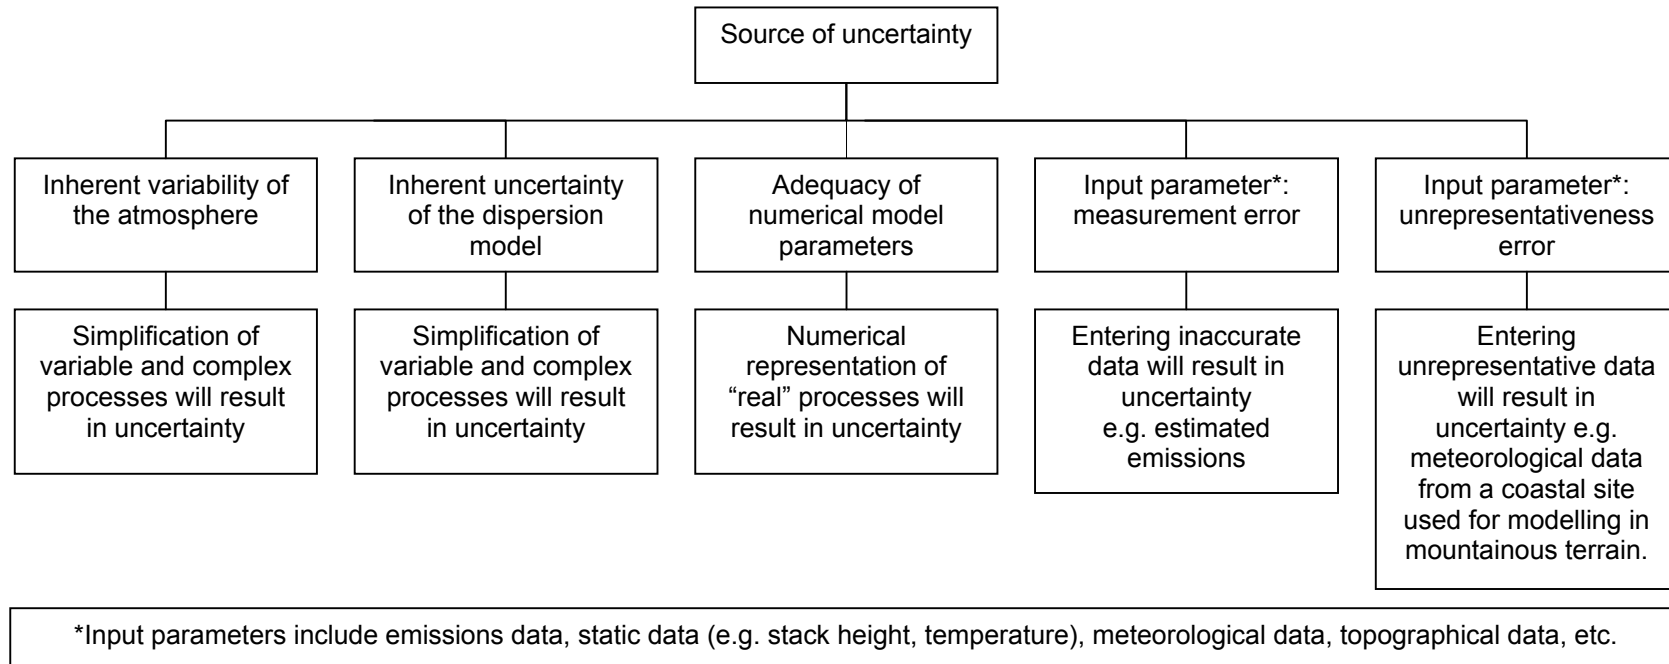 Source of uncertainty
Inherent variability of
the atmosphere
Inherent uncertainty
of the dispersion
model
Adequacy of
numerical model
parameters
Input parameter*:
measurement error
Input parameter*:
unrepresentativeness
error
Simplification of
variable and complex
processes will result
in uncertainty
Simplification of
variable and complex
processes will result
in uncertainty
Numerical
representation of
“real” processes will
result in uncertainty
Entering inaccurate
data will result in
uncertainty
e.g. estimated
emissions
Entering
unrepresentative data
will result in
uncertainty e.g.
meteorological data
from a coastal site
used for modelling in
mountainous terrain.
*Input parameters include emissions data, static data (e.g. stack height, temperature), meteorological data, topographical data, etc.